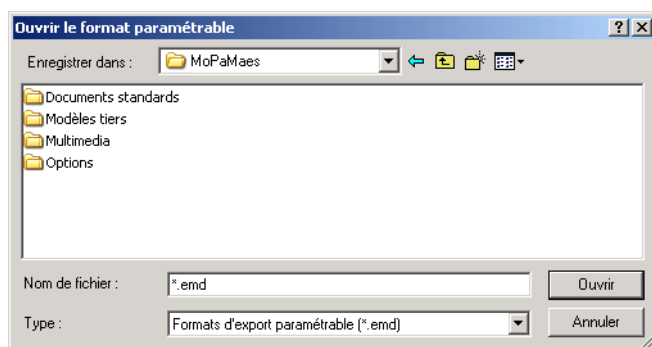 Ouvrir le format paramétrable
Enregistrer dans : MoPaMaes
Documents standards
Modèles tiers
Multimedia
Options
Nom de fichier : *.emd Ouvrir
Type : Formats d'export paramétrable (*.emd) Annuler